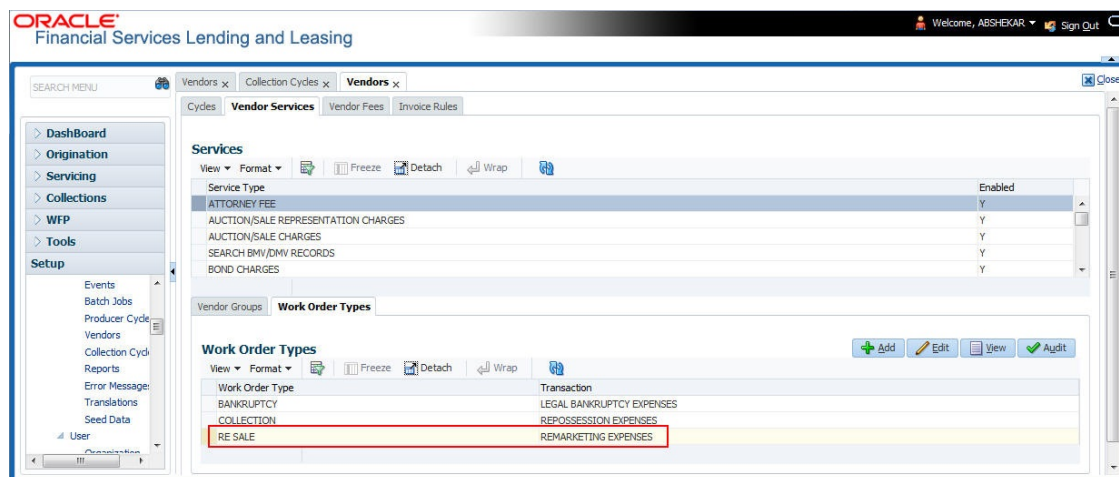 ORACLE
Financial Services Lending and Leasing
Welcome, ABSHEKAR Sign Out
SEARCH MENU
Vendors x Collection Cycles x Vendors x Close
Cycles Vendor Services Vendor Fees Invoice Rules
DashBoard
Origination
Servicing
Collections
WFP
Tools
Setup
Events
Batch Jobs
Producer Cycle
Vendors
Collection Cycl
Reports
Error Message
Translations
Seed Data
User
Services
View Format Freeze Detach Wrap
Service Type Enabled
ATTORNEY FEE Y
AUCTION/SALE REPRESENTATION CHARGES Y
AUCTION/SALE CHARGES Y
SEARCH BMV/DMV RECORDS Y
BOND CHARGES Y
Vendor Groups Work Order Types
Work Order Types
Add Edit View Audit
View Format Freeze Detach Wrap
Work Order Type Transaction
BANKRUPTCY LEGAL BANKRUPTCY EXPENSES
COLLECTION REPOSSESSION EXPENSES
RE SALE REMARKETING EXPENSES